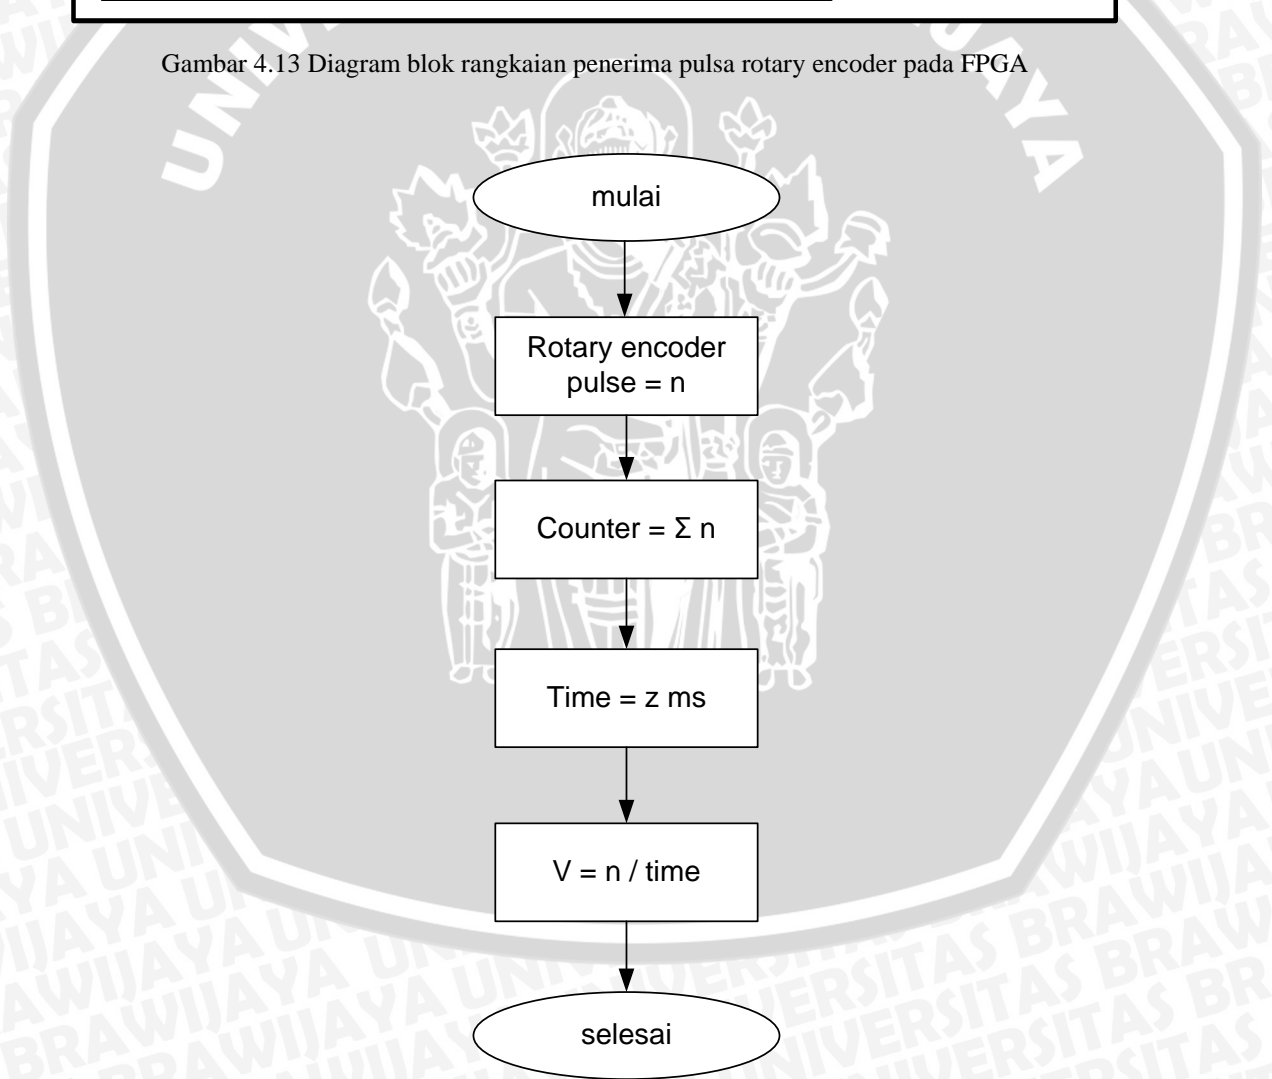 Gambar 4.13 Diagram blok rangkaian penerima pulsa rotary encoder pada FPGA
mulai
Rotary encoder
pulse = n
Counter = Σ n
Time = z ms
V = n / time
selesai